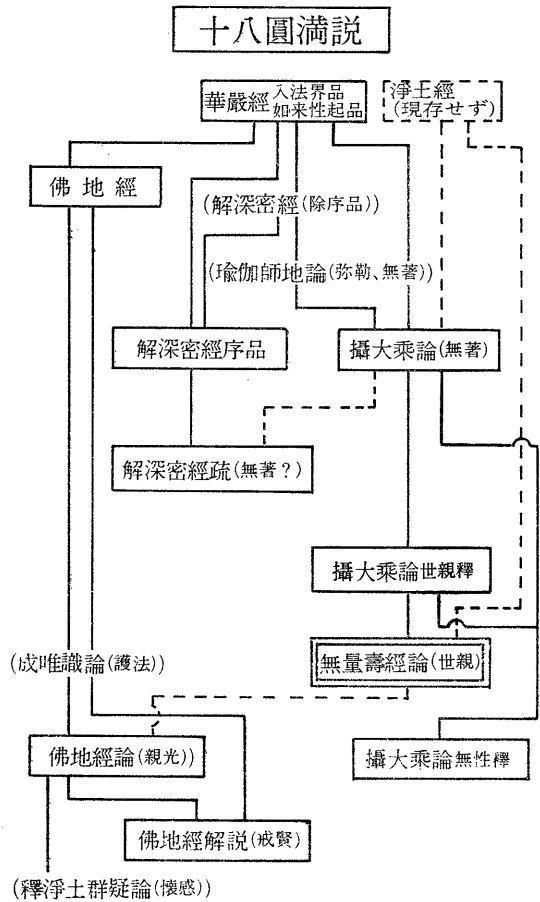 十八圓満説
華嚴經 入法界品
如来性起品
淨土經
(現存せず)
佛地經
(解深密經(除序品))
(瑜伽師地論(弥勒、無著))
解深密經序品
攝大乘論(無著)
解深密經疏(無著？)
攝大乘論世親釋
無量壽經論(世親)
(成唯識論(護法))
佛地經論(親光))
攝大乘論無性釋
佛地經解説(戒賢)
(釋淨土群疑論(懷感))